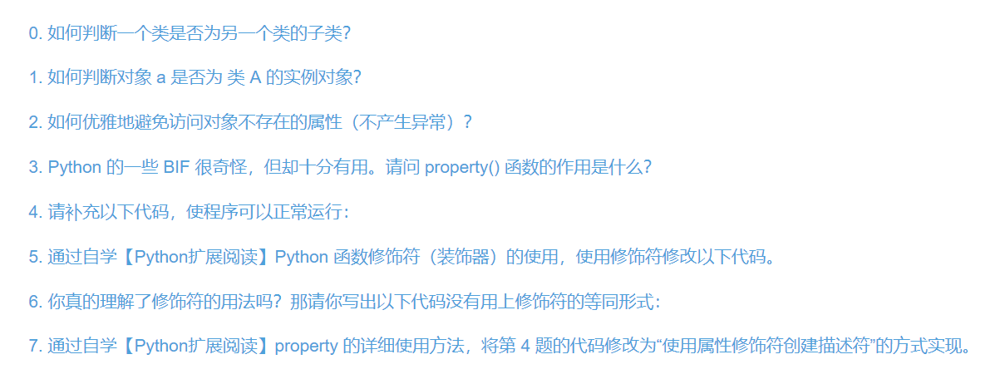 0. 如何判断一个类是否为另一个类的子类？
1. 如何判断对象 a 是否为 类 A 的实例对象？
2. 如何优雅地避免访问对象不存在的属性（不产生异常）？
3. Python 的一些 BIF 很奇怪，但却十分有用。请问 property() 函数的作用是什么？
4. 请补充以下代码，使程序可以正常运行：
5. 通过自学【Python扩展阅读】Python 函数修饰符（装饰器）的使用，使用修饰符修改以下代码。
6. 你真的理解了修饰符的用法吗？那请你写出以下代码没有用上修饰符的等同形式：
7. 通过自学【Python扩展阅读】property 的详细使用方法，将第 4 题的代码修改为“使用属性修饰符创建描述符”的方式实现。